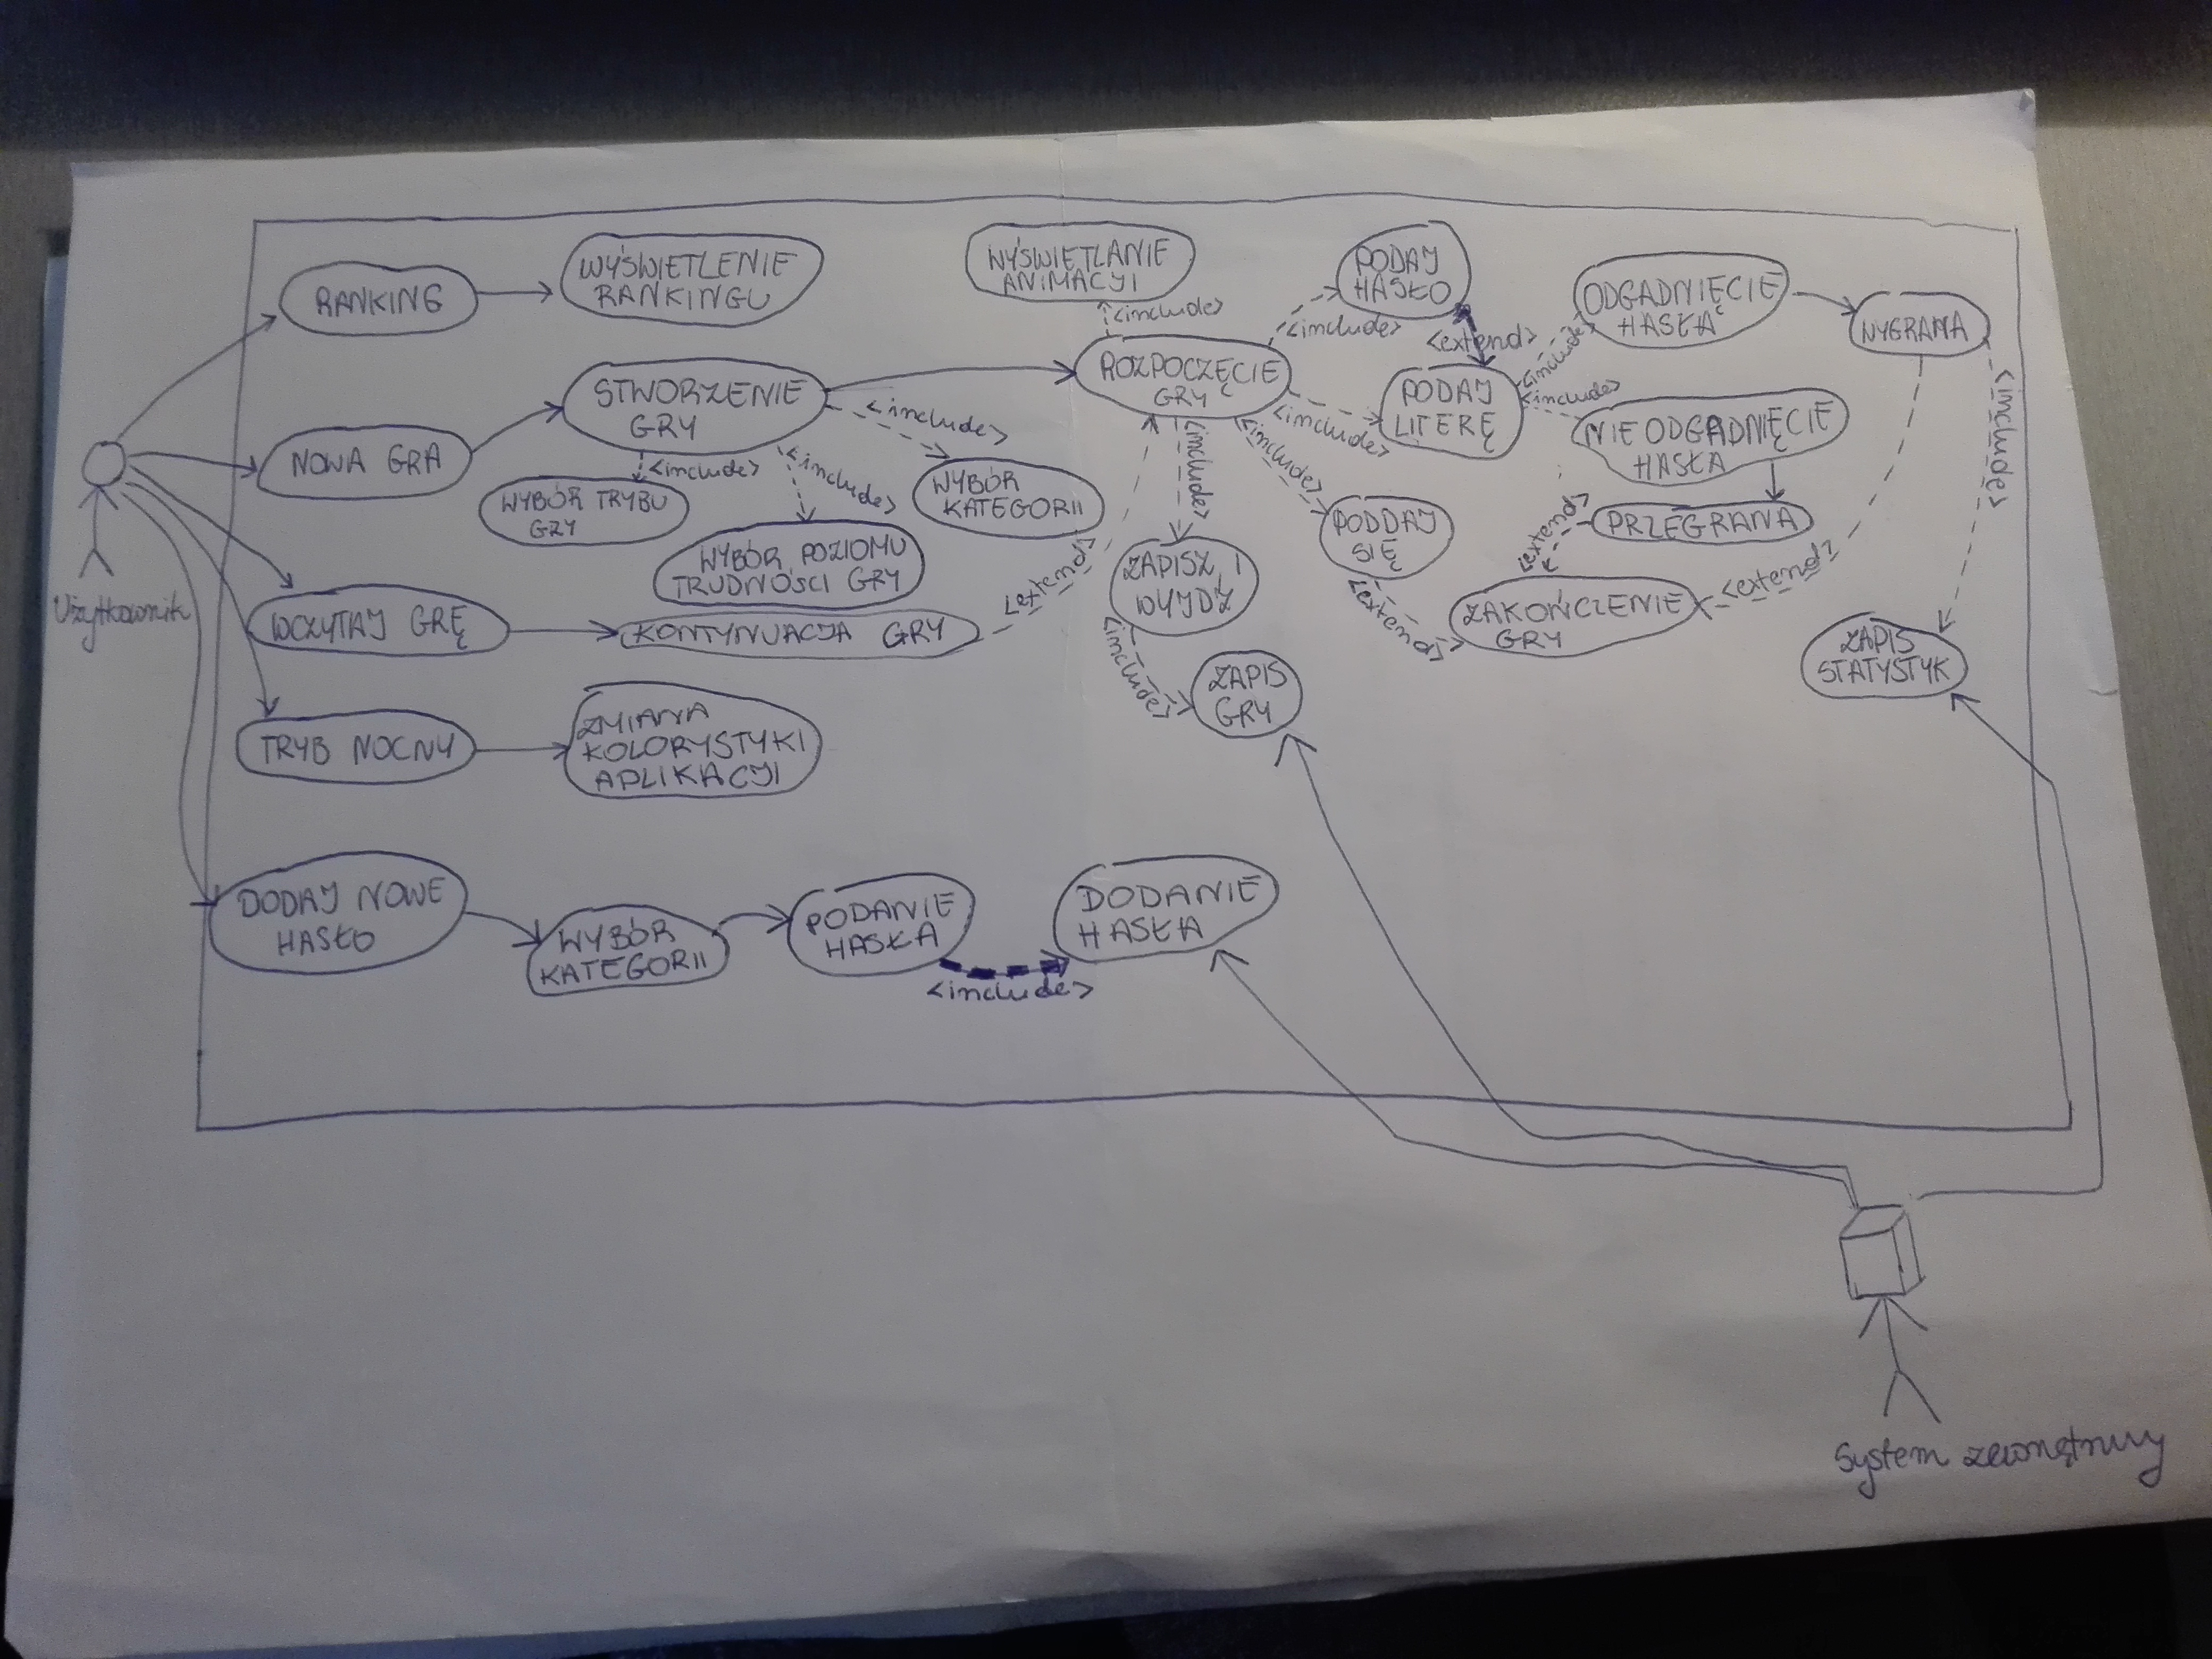 RANKING
WYŚWIETLENIE
RANKINGU
WYŚWIETLANIE
ANIMACJI
<include>
PODAJ
HASŁO
<include>
<extend>
<include>
ODGADNIĘCIE
HASŁA
WYGRANA
<include>
NOWA GRA
STWORZENIE
GRY
<include>
<include>
<include>
WYBÓR TRYBU
GRY
WYBÓR POZIOMU
TRUDNOŚCI GRY
WYBÓR
KATEGORII
ROZPOCZĘCIE
GRY
<include>
<include>
<include>
PODAJ
LITERĘ
<include>
NIE ODGADNIĘCIE
HASŁA
PRZEGRANA
<extend>
<extend>
PODDAJ
SIĘ
<extend>
ZAKOŃCZENIE
GRY
ZAPISZ I
WYJDŹ
<include>
ZAPIS
GRY
ZAPIS
STATYSTYK
Użytkownik
WCZYTAJ GRĘ
KONTYNUACJA GRY
<extend>
TRYB NOCNY
ZMIANA
KOLORYSTYKI
APLIKACJI
DODAJ NOWE
HASŁO
WYBÓR
KATEGORII
PODANIE
HASŁA
<include>
DODANIE
HASŁA
System zewnętrzny